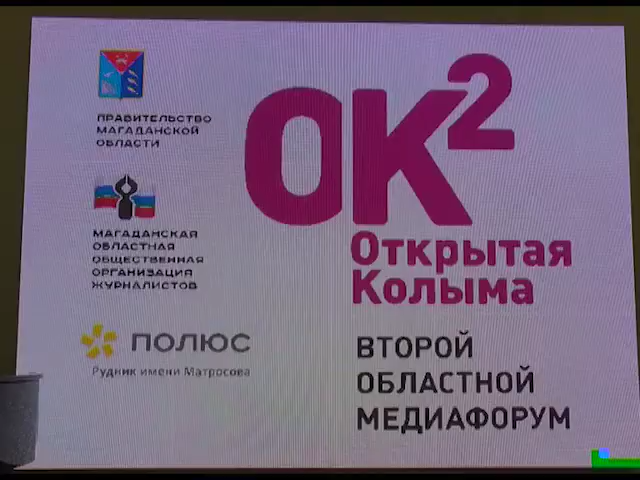 ПРАВИТЕЛЬСТВО
МАГАДАНСКОЙ
ОБЛАСТИ
МАГАДАНСКАЯ
ОБЛАСТНАЯ
ОБЩЕСТВЕННАЯ
ОРГАНИЗАЦИЯ
ЖУРНАЛИСТОВ
ПОЛЮС
Рудник имени Матросова
ОК²
Открытая
Колыма
ВТОРОЙ
ОБЛАСТНОЙ
МЕДИАФОРУМ